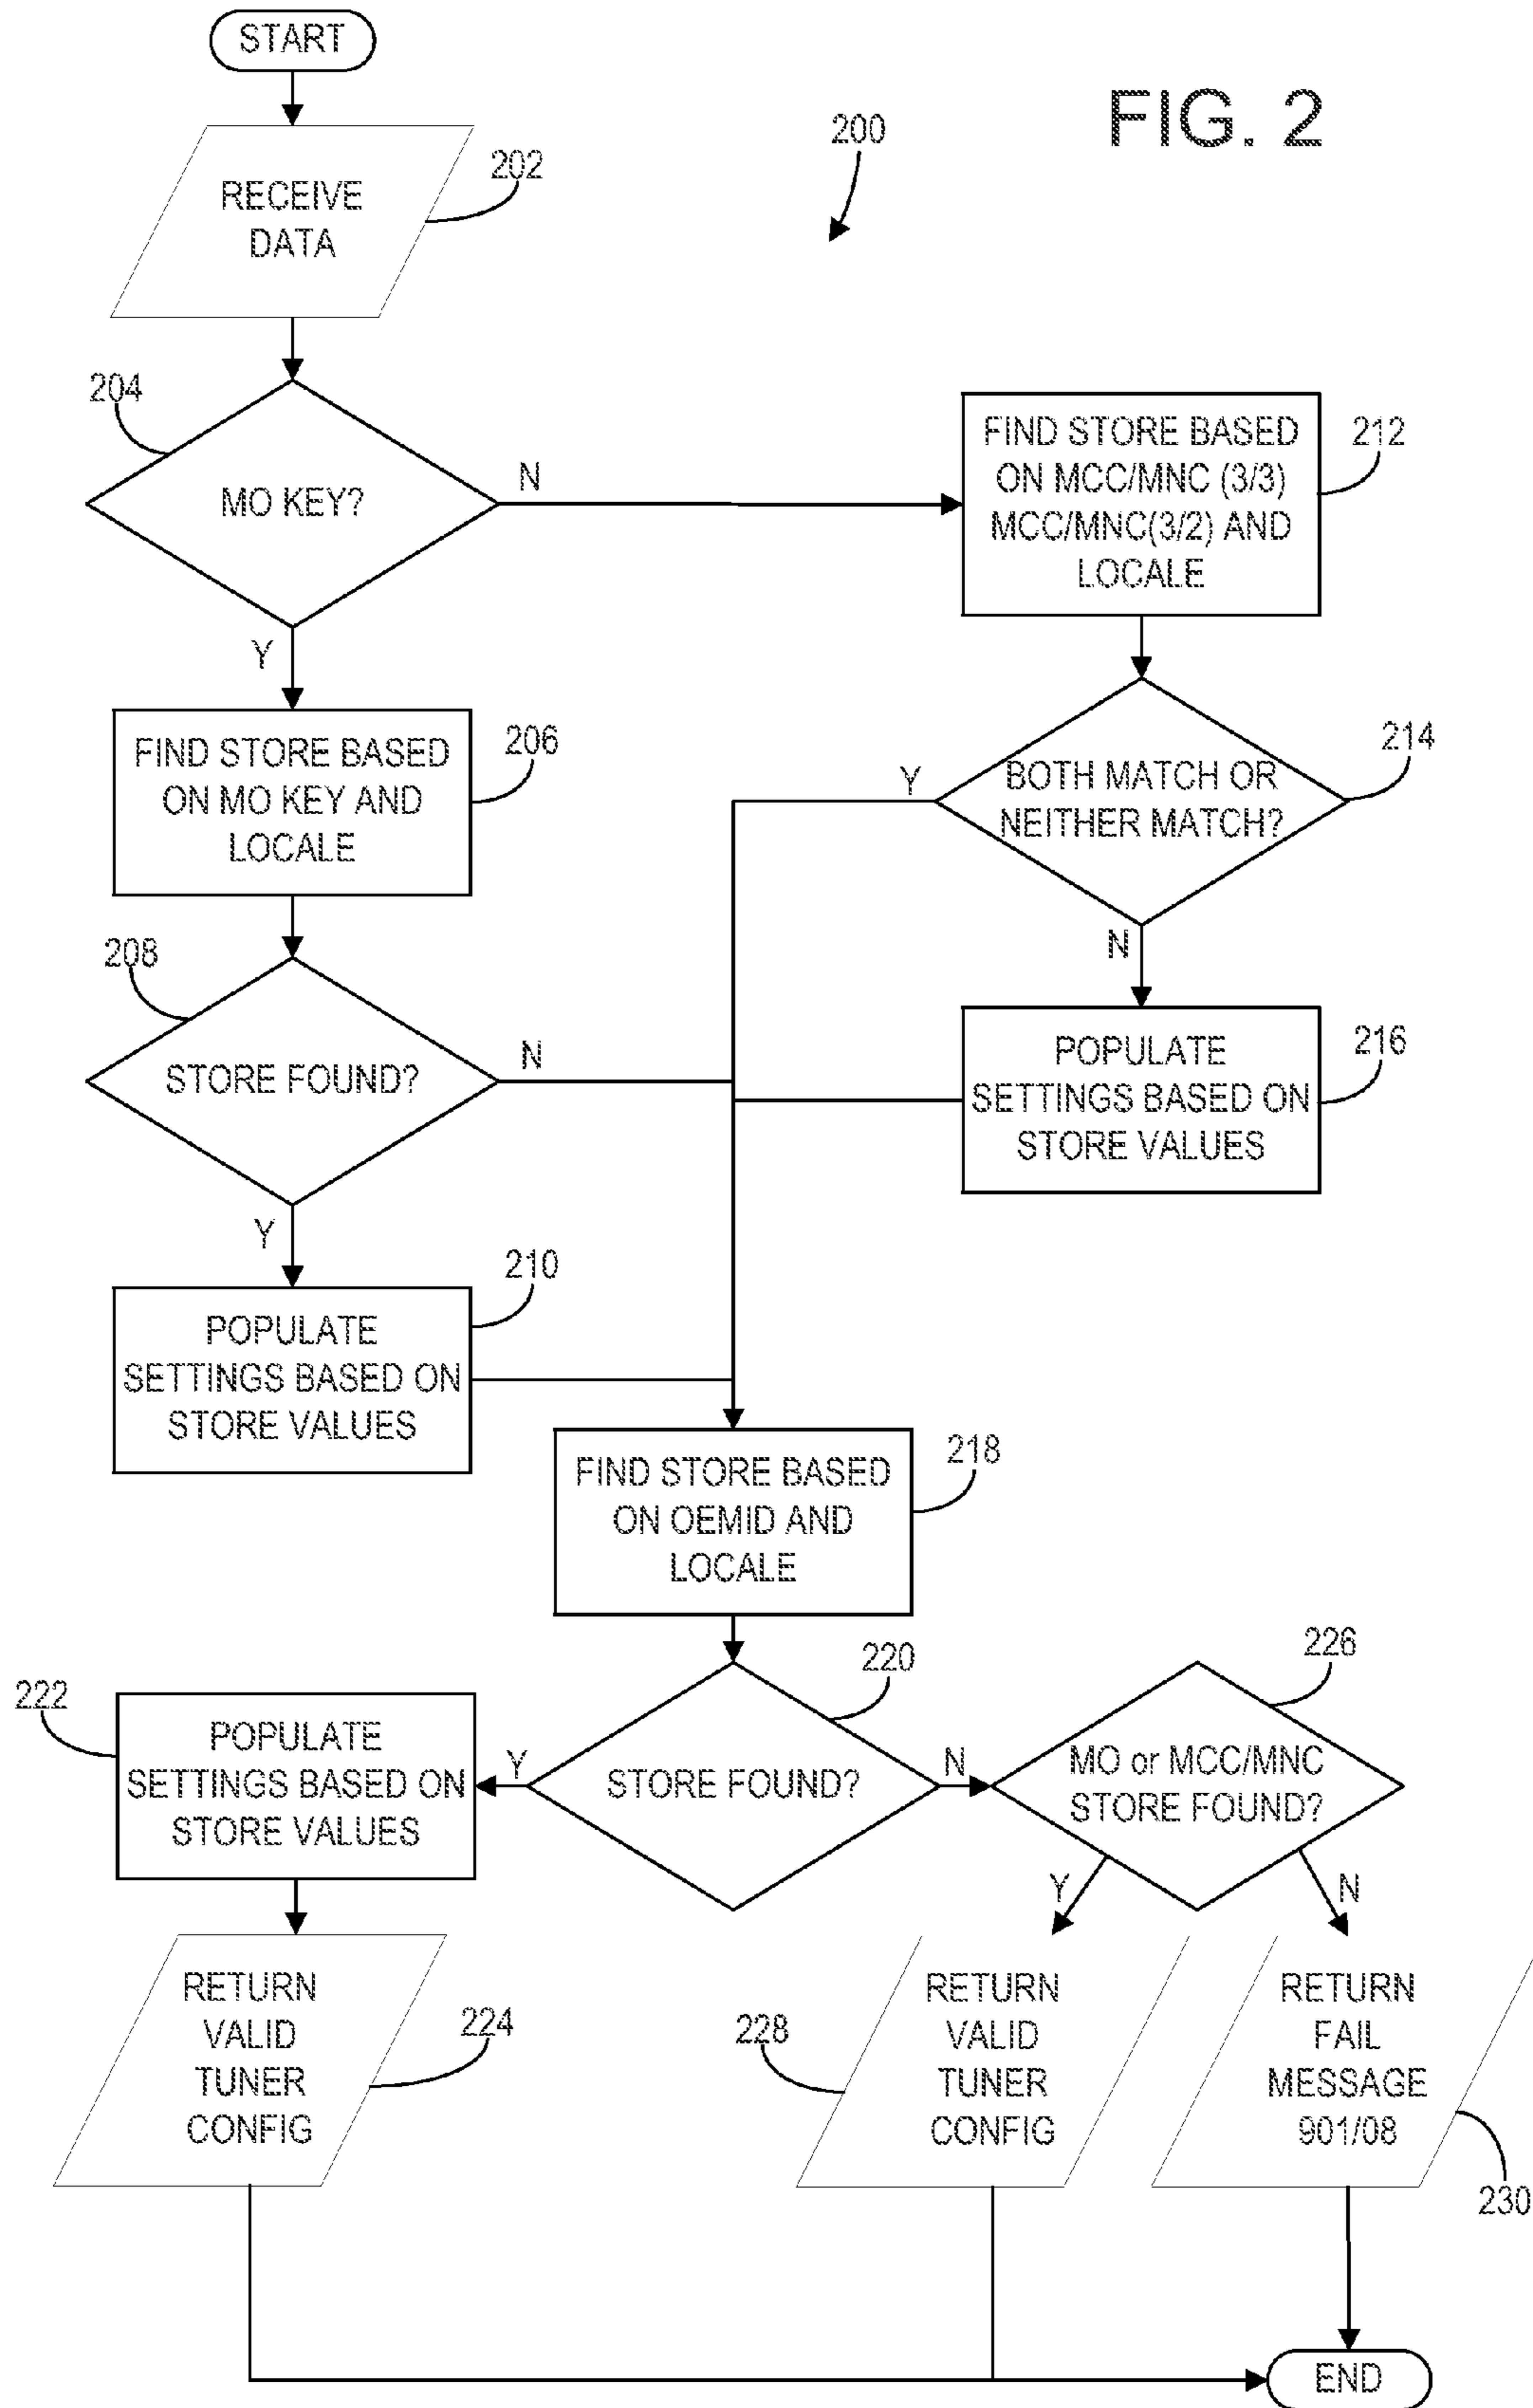 START
FIG. 2
200
RECEIVE
DATA
202
204
MO KEY?
N
Y
FIND STORE BASED
ON MCC/MNC (3/3)
MCC/MNC(3/2) AND
LOCALE
212
FIND STORE BASED
ON MO KEY AND
LOCALE
206
BOTH MATCH OR
NEITHER MATCH?
214
Y
N
208
STORE FOUND?
N
Y
POPULATE
SETTINGS BASED ON
STORE VALUES
216
POPULATE
SETTINGS BASED ON
STORE VALUES
210
FIND STORE BASED
ON OEMID AND
LOCALE
218
220
STORE FOUND?
Y
N
222
POPULATE
SETTINGS BASED ON
STORE VALUES
226
MO or MCC/MNC
STORE FOUND?
Y
N
RETURN
VALID
TUNER
CONFIG
224
RETURN
VALID
TUNER
CONFIG
228
RETURN
FAIL
MESSAGE
901/08
230
END